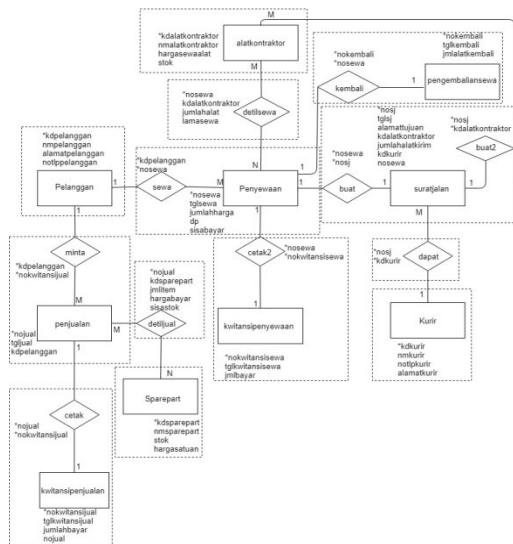 *kdalatkontraktor
nmalatkontraktor
hargasewaalat
stok
alatkontraktor
M
M
*nokembali
tglkembali
jmlalatkembali
*nokembali
*nosewa
kembali
1
pengembaliansewa
*nosewa
kdalatkontraktor
jumlahalat
lamasewa
detilsewa
*nosj
tglsj
alamattujuan
kdalatkontraktor
jumlahalatkirim
kdkurir
nosewa
*nosj
*kdalatkontraktor
buat2
*kdpelanggan
nmpelanggan
alamatpelanggan
notlppelanggan
*kdpelanggan
*nosewa
N
1
*nosewa
*nosj
1
Pelanggan
1
sewa
M
Penyewaan
1
buat
1
suratjalan
1
*nosewa
tglsewa
jumlahharga
dp
sisabayar
1
1
M
minta
*kdpelanggan
*nokwitansijual
cetak2
*nosewa
*nokwitansisewa
*nosj
*kdkurir
dapat
*nojual
kdsparepart
jmlitem
hargabayar
sisastok
M
1
1
penjualan
M
detiljual
kwitansipenyewaan
Kurir
*nojual
tgljual
kdpelanggan
1
*nokwitansisewa
tglkwitansisewa
jmlbayar
*kdkurir
nmkurir
notlpkurir
alamatkurir
N
Sparepart
*kdsparepart
nmsparepart
stok
hargasatuan
*nojual
*nokwitansijual
cetak
1
kwitansipenjualan
*nokwitansijual
tglkwitansijual
jumlahbayar
nojual